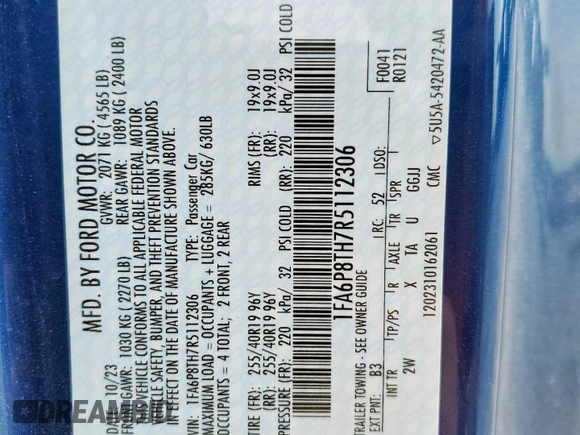 MFD. BY FORD MOTOR CO.
DATE: 10/23 GVWR: 2071 KG ( 4565 LB)
FRONT GAWR: 1030 KG ( 2270 LB) REAR GAWR: 1089 KG ( 2400 LB)
THIS VEHICLE CONFORMS TO ALL APPLICABLE FEDERAL MOTOR
VEHICLE SAFETY, BUMPER, AND THEFT PREVENTION STANDARDS
IN EFFECT ON THE DATE OF MANUFACTURE SHOWN ABOVE.
VIN: 1FA6P8TH7R5112306 TYPE: Passenger Car
MAXIMUM LOAD = OCCUPANTS + LUGGAGE = 285KG/ 630LB
OCCUPANTS = 4 TOTAL; 2 FRONT, 2 REAR
TIRE (FR): 255/40R19 96Y RIMS (FR): 19x9.0J
(RR): 255/40R19 96Y (RR): 19x9.0J
PRESSURE (FR): 220 kPa/ 32 PSI COLD (RR): 220 kPa/ 32 PSI COLD
1FA6P8TH7R5112306
TRAILER TOWING - SEE OWNER GUIDE F0041
EXT PNT: B3 RC: 52 DSO: R0121
INT TR TP/PS R AXLE TR SPR
2W X TA U GGJJ
1202310162061 CMC ▽5U5A-5420472-AA
DREAMBID